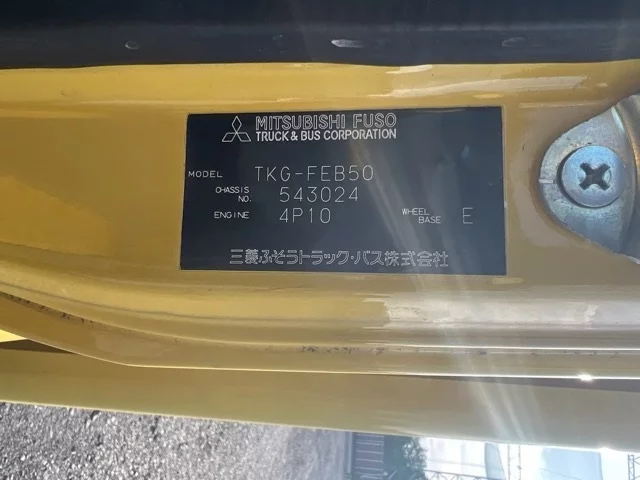 MITSUBISHI FUSO
TRUCK & BUS CORPORATION
MODEL TKG-FEB50
CHASSIS NO. 543024
ENGINE 4P10 WHEEL BASE E
三菱ふそうトラック・バス株式会社